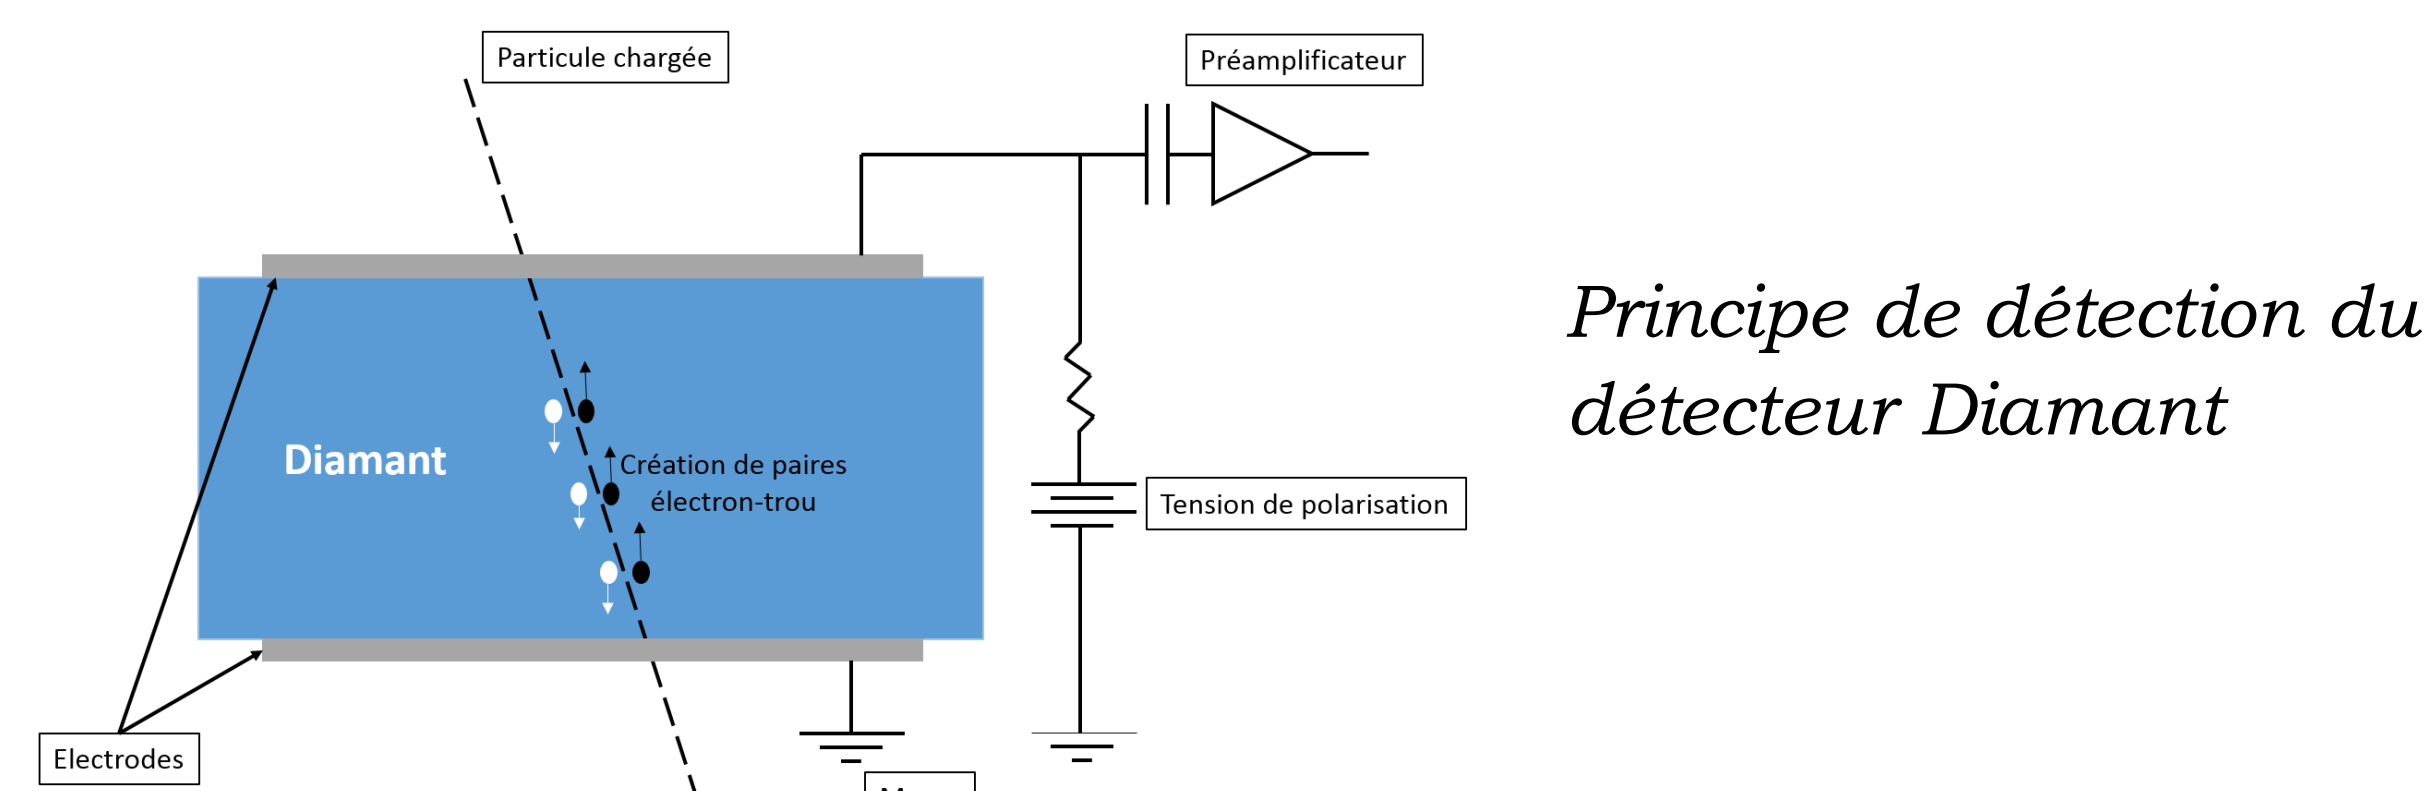 Particule chargée
Préamplificateur
Principe de détection du
détecteur Diamant
Diamant
Création de paires
électron-trou
Tension de polarisation
Electrodes